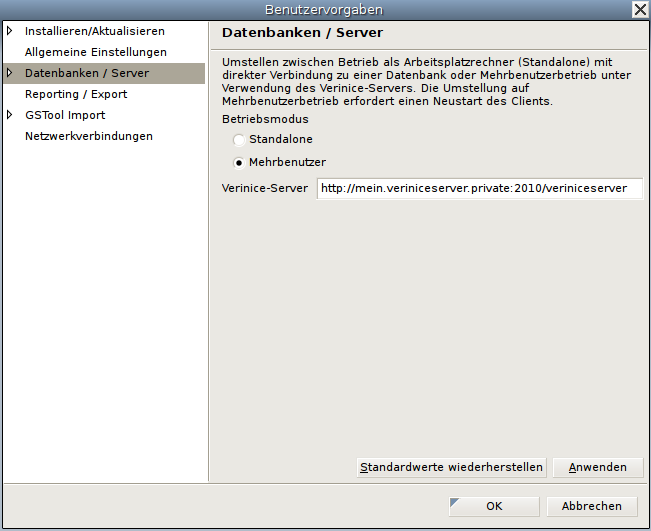 Benutzervorgaben
Installieren/Aktualisieren
Allgemeine Einstellungen
Datenbanken / Server
Reporting / Export
GSTool Import
Netzwerkverbindungen
Datenbanken / Server
Umstellen zwischen Betrieb als Arbeitsplatzrechner (Standalone) mit
direkter Verbindung zu einer Datenbank oder Mehrbenutzerbetrieb unter
Verwendung des Verinice-Servers. Die Umstellung auf
Mehrbenutzerbetrieb erfordert einen Neustart des Clients.
Betriebsmodus
Standalone
Mehrbenutzer
Verinice-Server http://mein.veriniceserver.private:2010/veriniceserver
Standardwerte wiederherstellen Anwenden
OK Abbrechen